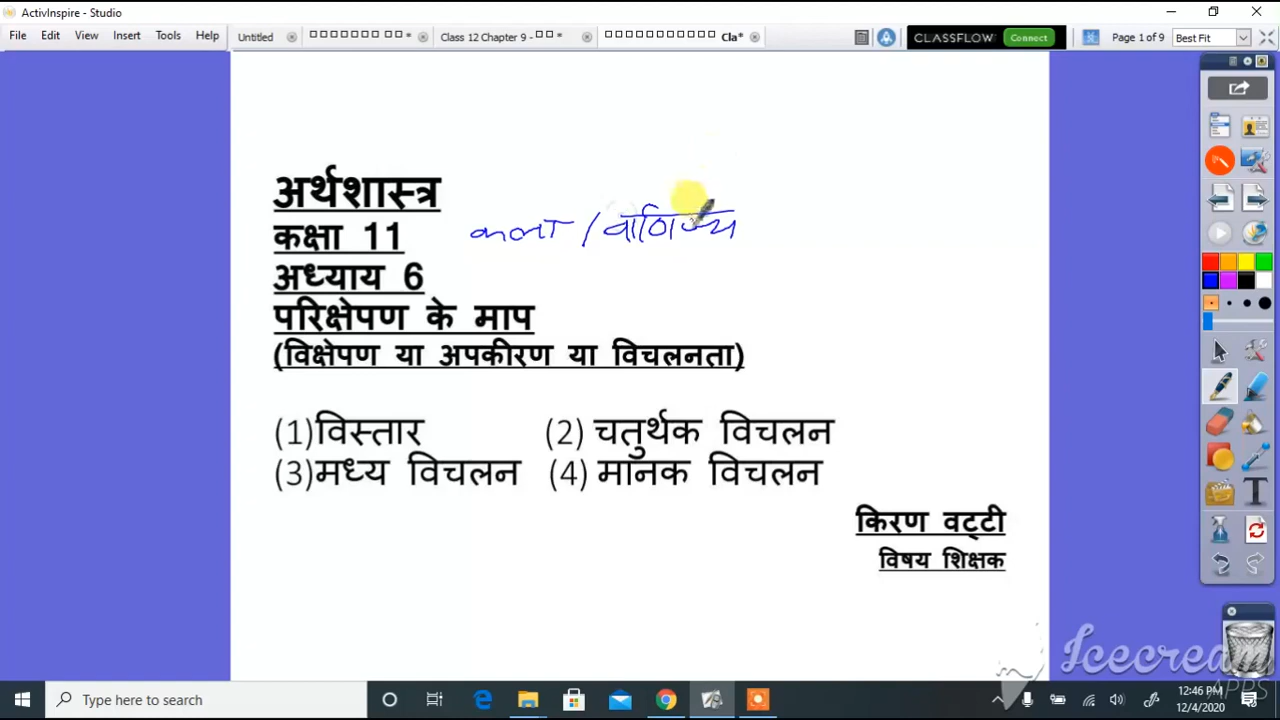 ActivInspire - Studio
File Edit View Insert Tools Help
Untitled Class 12 Chapter 9 - Cla* CLASSFLOW Connect Page 1 of 9 Best Fit
अर्थशास्त्र
कक्षा 11 कला / वाणिज्य
अध्याय 6
परिक्षेपण के माप
(विक्षेपण या अपकीरण या विचलनता)
(1)विस्तार (2) चतुर्थक विचलन
(3)मध्य विचलन (4) मानक विचलन
किरण वट्टी
विषय शिक्षक
Icecream
APPS
Type here to search
12:46 PM
12/4/2020